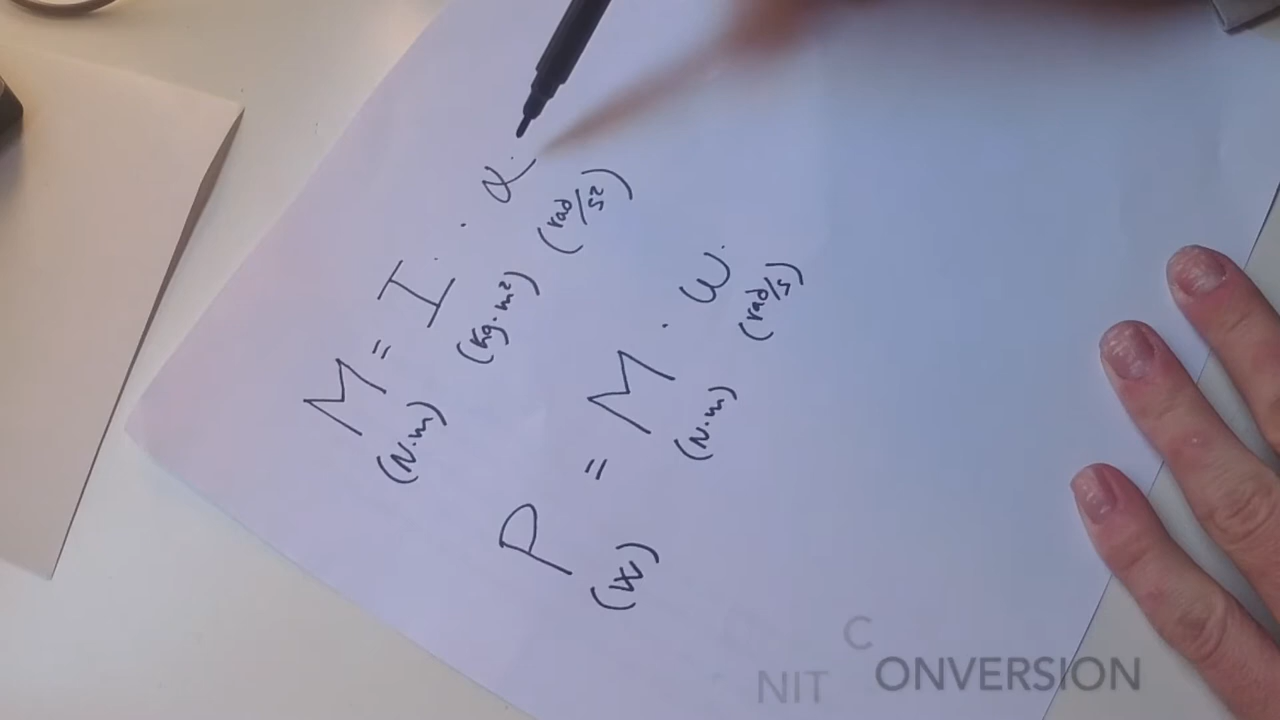 M = I · α
(N·m) (kg·m²) (rad/s²)
P = M · ω
(W) (N·m) (rad/s)
NIT CONVERSION